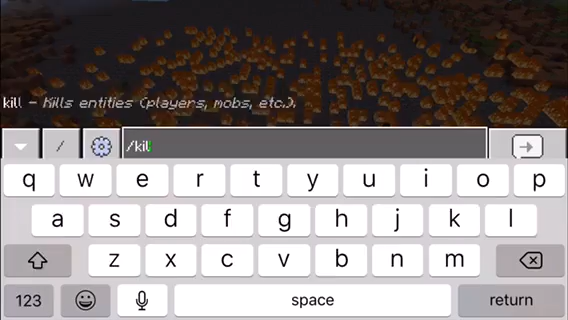 kill – Kills entities (players, mobs, etc.).
/ /kil
q w e r t y u i o p
a s d f g h j k l
z x c v b n m
123 space return